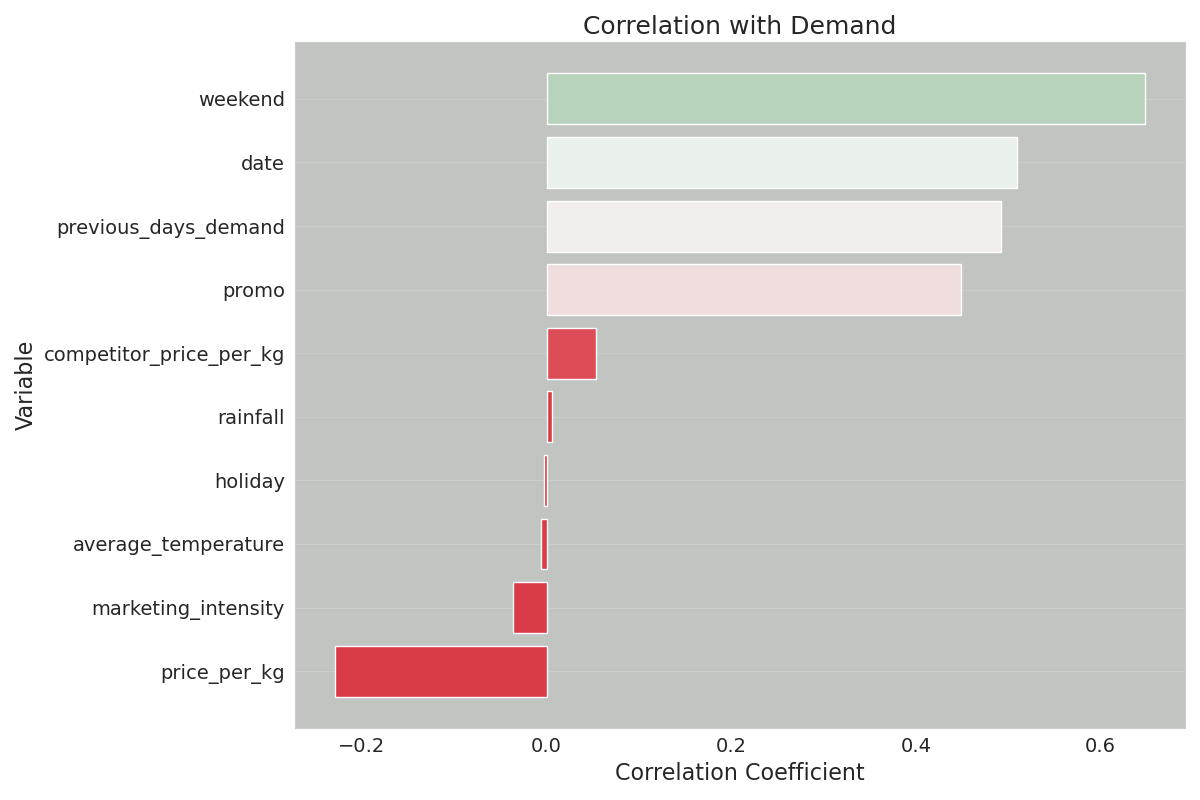 Correlation with Demand
Variable
weekend
date
previous_days_demand
promo
competitor_price_per_kg
rainfall
holiday
average_temperature
marketing_intensity
price_per_kg
−0.2 0.0 0.2 0.4 0.6
Correlation Coefficient